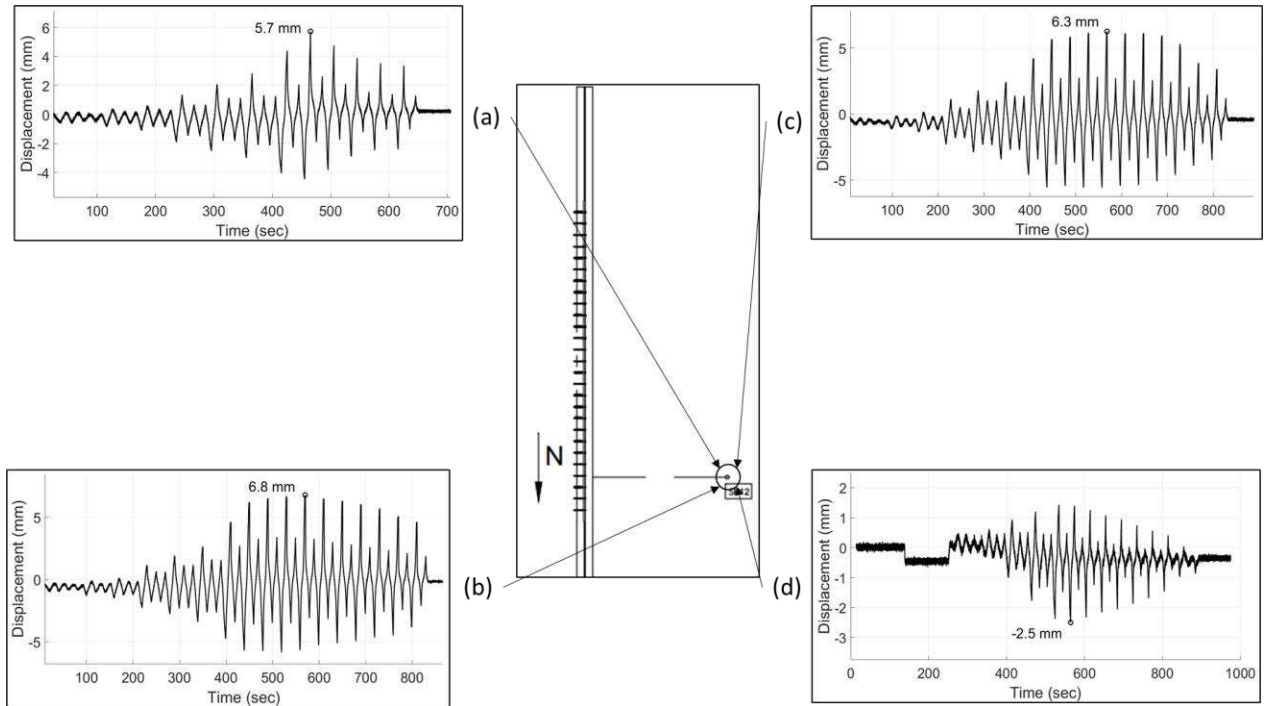 5.7 mm
6
4
2
0
-2
-4
Displacement (mm)
100 200 300 400 500 600 700
Time (sec)
(a)
(c)
6.3 mm
5
0
-5
Displacement (mm)
100 200 300 400 500 600 700 800
Time (sec)
N
6.8 mm
5
0
-5
Displacement (mm)
100 200 300 400 500 600 700 800
Time (sec)
(b)
(d)
2
1
0
-1
-2
-3
Displacement (mm)
-2.5 mm
0 200 400 600 800 1000
Time (sec)